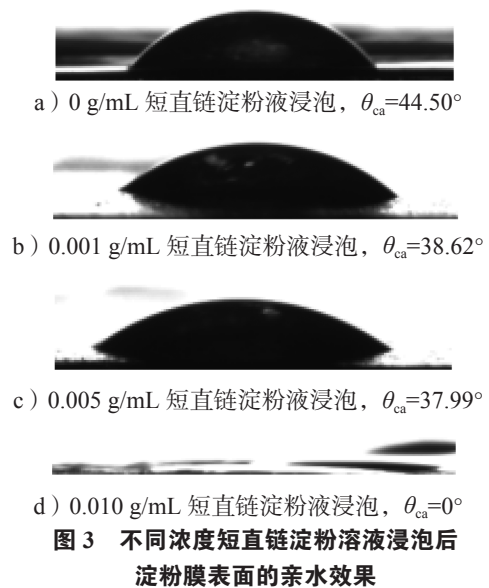 a）0 g/mL 短直链淀粉液浸泡，θca=44.50°
b）0.001 g/mL 短直链淀粉液浸泡，θca=38.62°
c）0.005 g/mL 短直链淀粉液浸泡，θca=37.99°
d）0.010 g/mL 短直链淀粉液浸泡，θca=0°
图 3 不同浓度短直链淀粉溶液浸泡后
淀粉膜表面的亲水效果